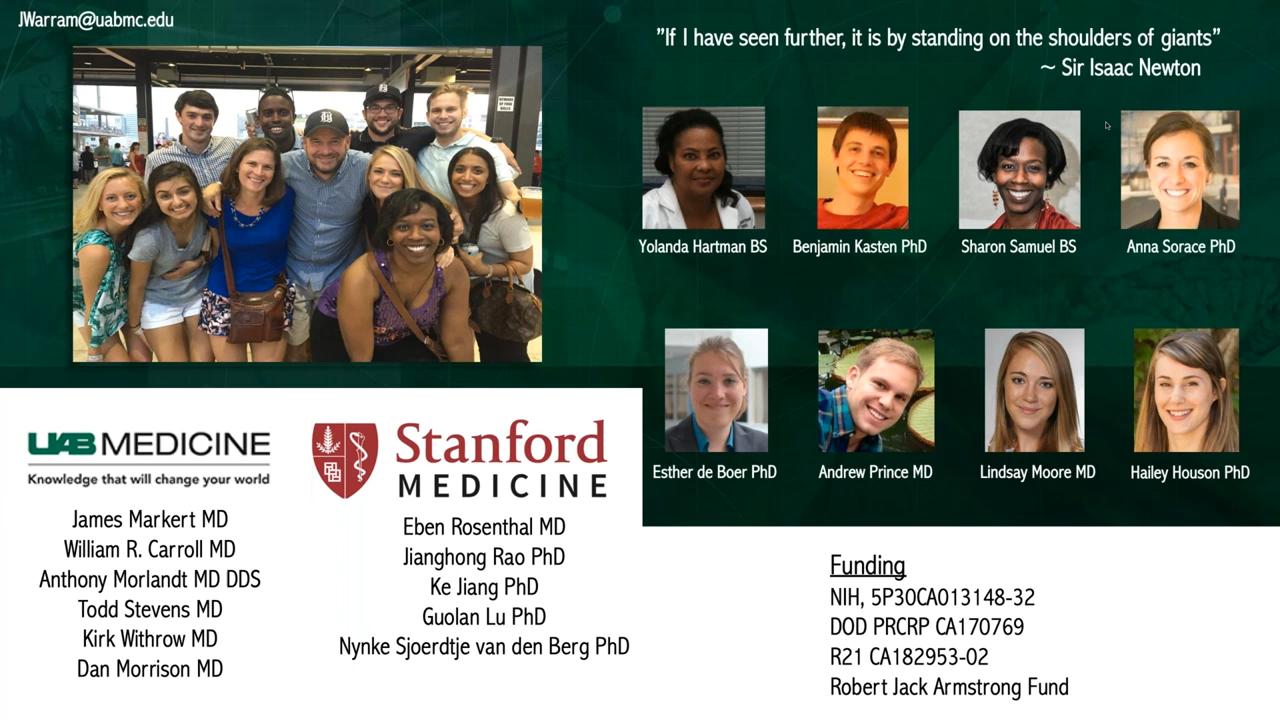 JWarram@uabmc.edu
"If I have seen further, it is by standing on the shoulders of giants"
~ Sir Isaac Newton
Yolanda Hartman BS
Benjamin Kasten PhD
Sharon Samuel BS
Anna Sorace PhD
Esther de Boer PhD
Andrew Prince MD
Lindsay Moore MD
Hailey Houson PhD
UAB MEDICINE
Knowledge that will change your world
James Markert MD
William R. Carroll MD
Anthony Morlandt MD DDS
Todd Stevens MD
Kirk Withrow MD
Dan Morrison MD
Stanford
MEDICINE
Eben Rosenthal MD
Jianghong Rao PhD
Ke Jiang PhD
Guolan Lu PhD
Nynke Sjoerdtje van den Berg PhD
Funding
NIH, 5P30CA013148-32
DOD PRCRP CA170769
R21 CA182953-02
Robert Jack Armstrong Fund